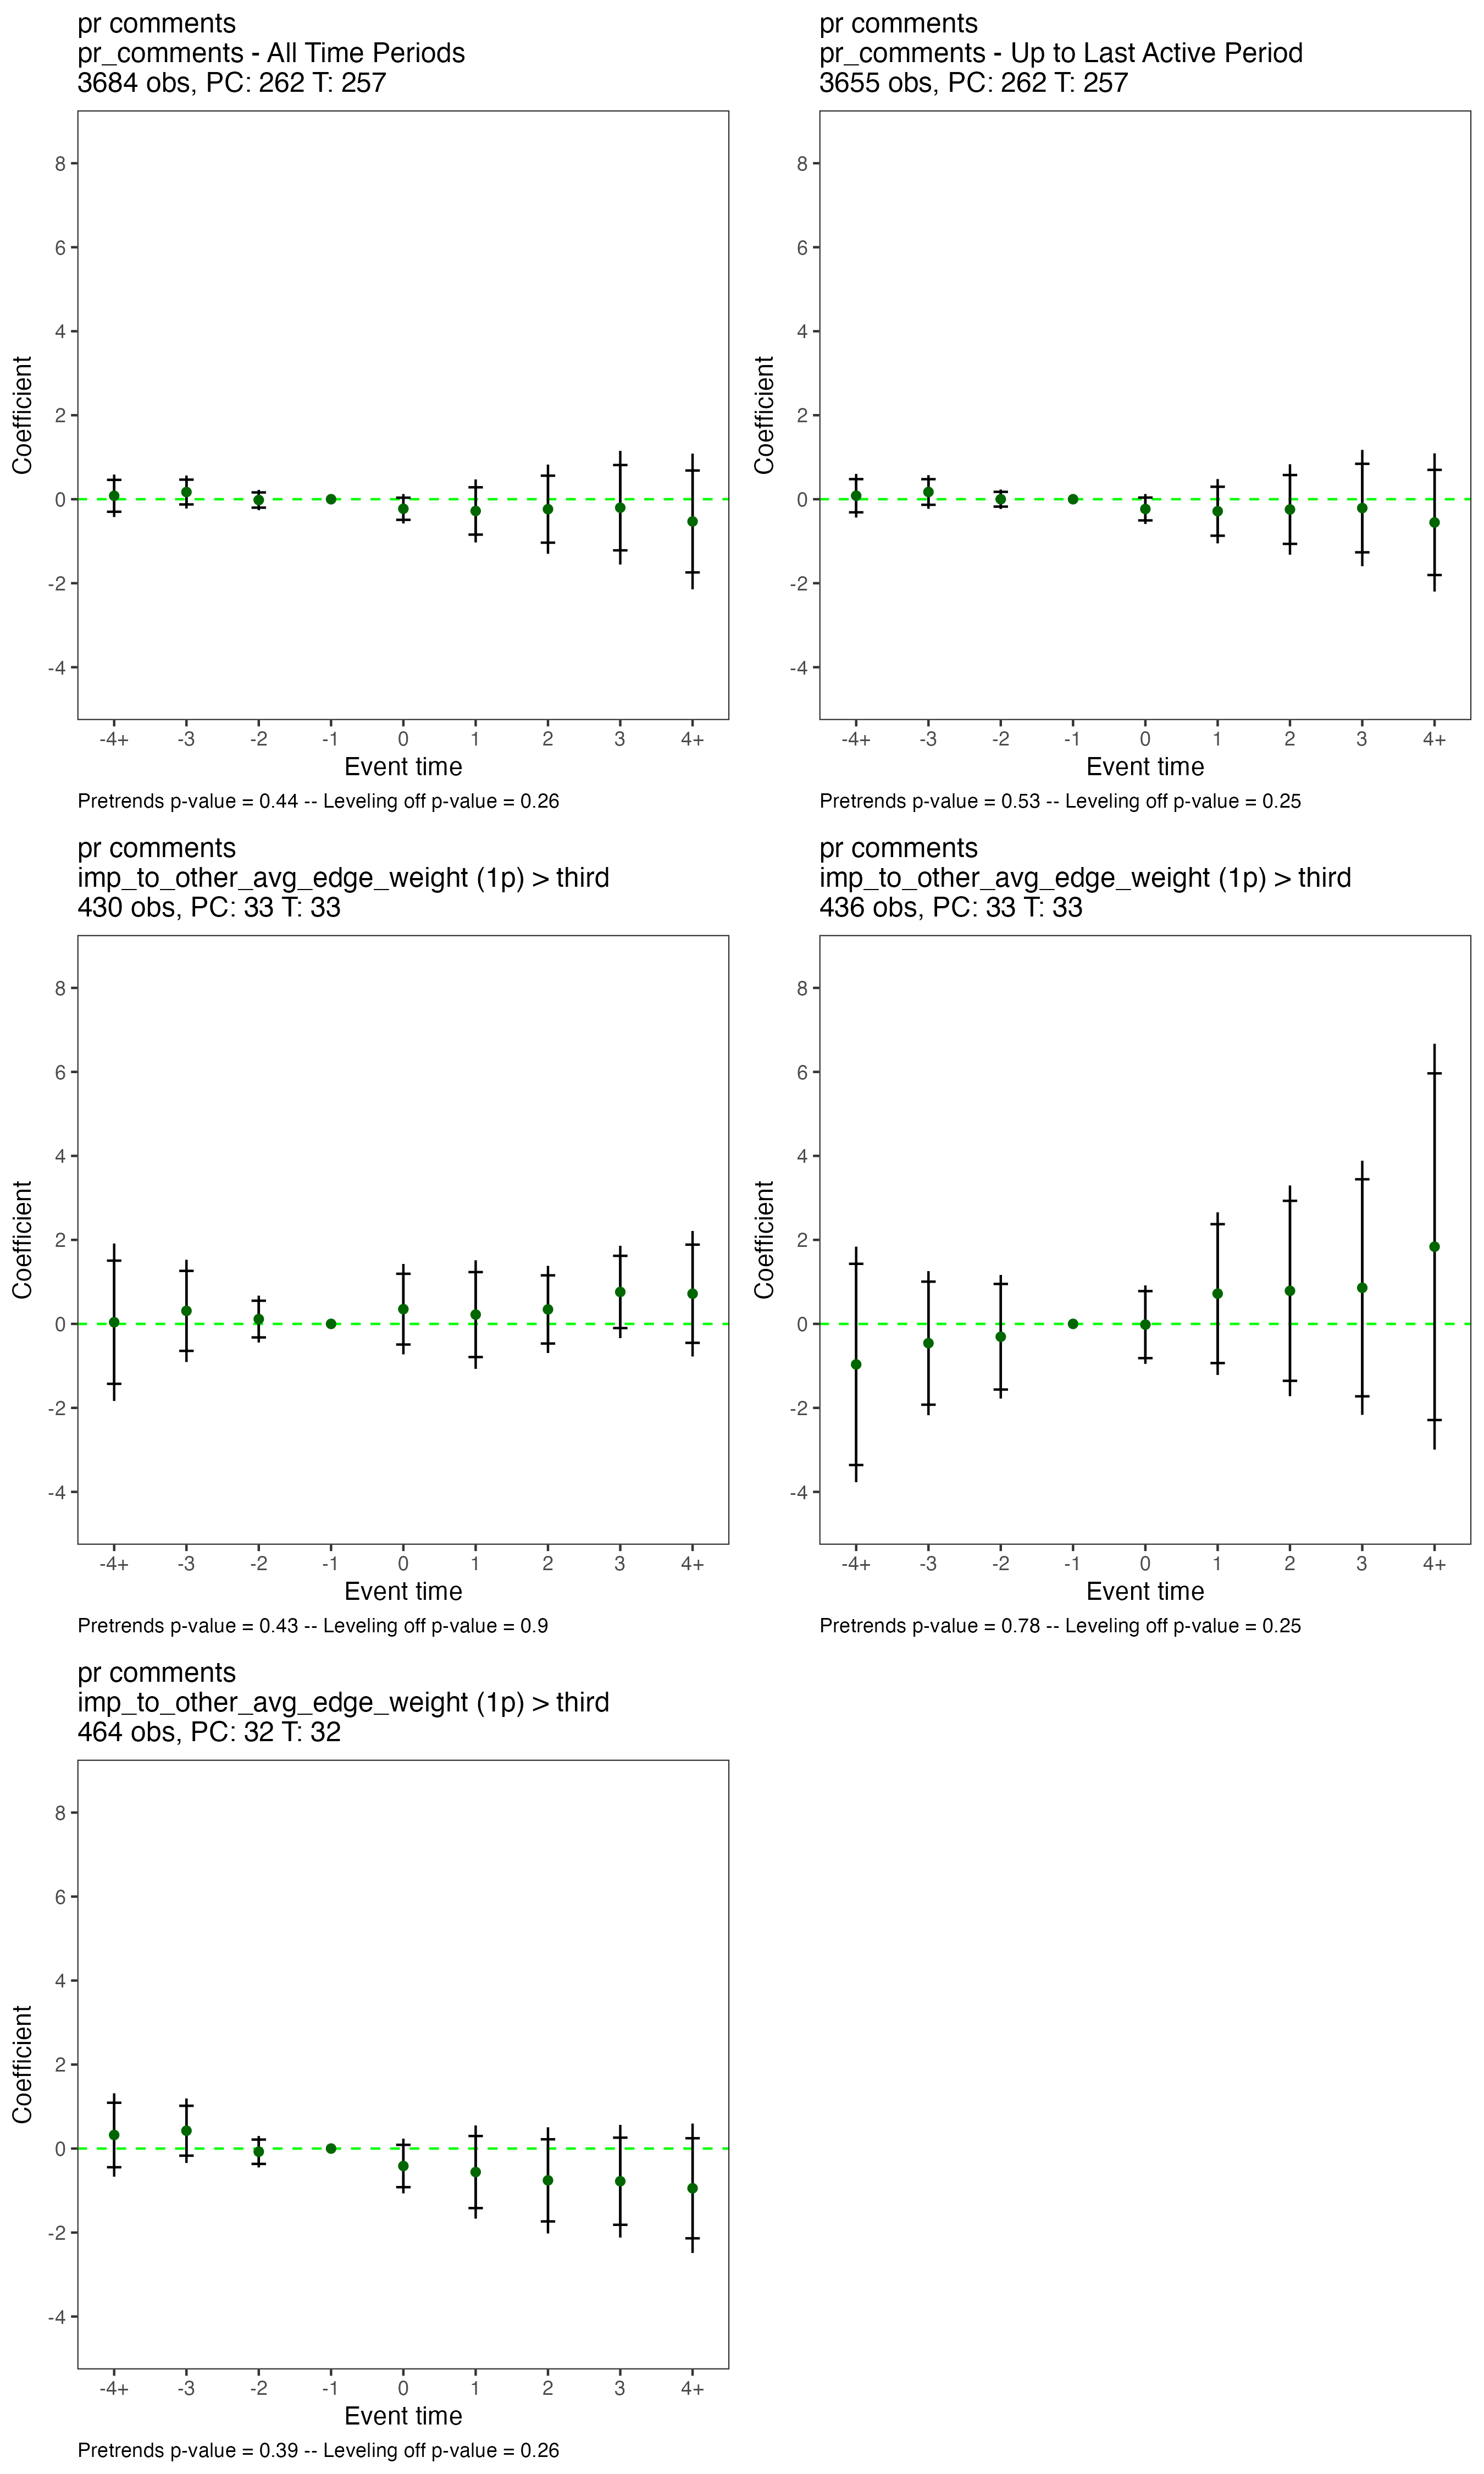 pr comments
pr_comments - All Time Periods
3684 obs, PC: 262 T: 257
Coefficient
8
6
4
2
0
-2
-4
-4+ -3 -2 -1 0 1 2 3 4+
Event time
Pretrends p-value = 0.44 -- Leveling off p-value = 0.26
pr comments
pr_comments - Up to Last Active Period
3655 obs, PC: 262 T: 257
Coefficient
8
6
4
2
0
-2
-4
-4+ -3 -2 -1 0 1 2 3 4+
Event time
Pretrends p-value = 0.53 -- Leveling off p-value = 0.25
pr comments
imp_to_other_avg_edge_weight (1p) > third
430 obs, PC: 33 T: 33
Coefficient
8
6
4
2
0
-2
-4
-4+ -3 -2 -1 0 1 2 3 4+
Event time
Pretrends p-value = 0.43 -- Leveling off p-value = 0.9
pr comments
imp_to_other_avg_edge_weight (1p) > third
436 obs, PC: 33 T: 33
Coefficient
8
6
4
2
0
-2
-4
-4+ -3 -2 -1 0 1 2 3 4+
Event time
Pretrends p-value = 0.78 -- Leveling off p-value = 0.25
pr comments
imp_to_other_avg_edge_weight (1p) > third
464 obs, PC: 32 T: 32
Coefficient
8
6
4
2
0
-2
-4
-4+ -3 -2 -1 0 1 2 3 4+
Event time
Pretrends p-value = 0.39 -- Leveling off p-value = 0.26